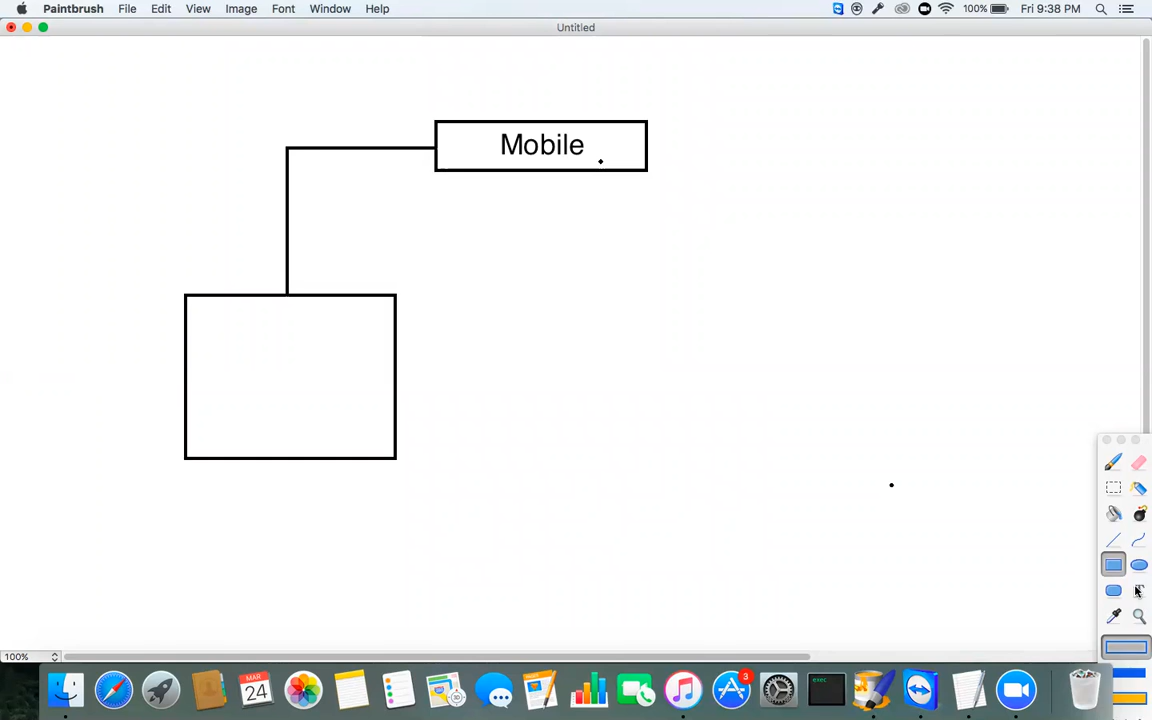 Paintbrush File Edit View Image Font Window Help 100% Fri 9:38 PM
Untitled
Mobile
100%
MAR
24
3
exec